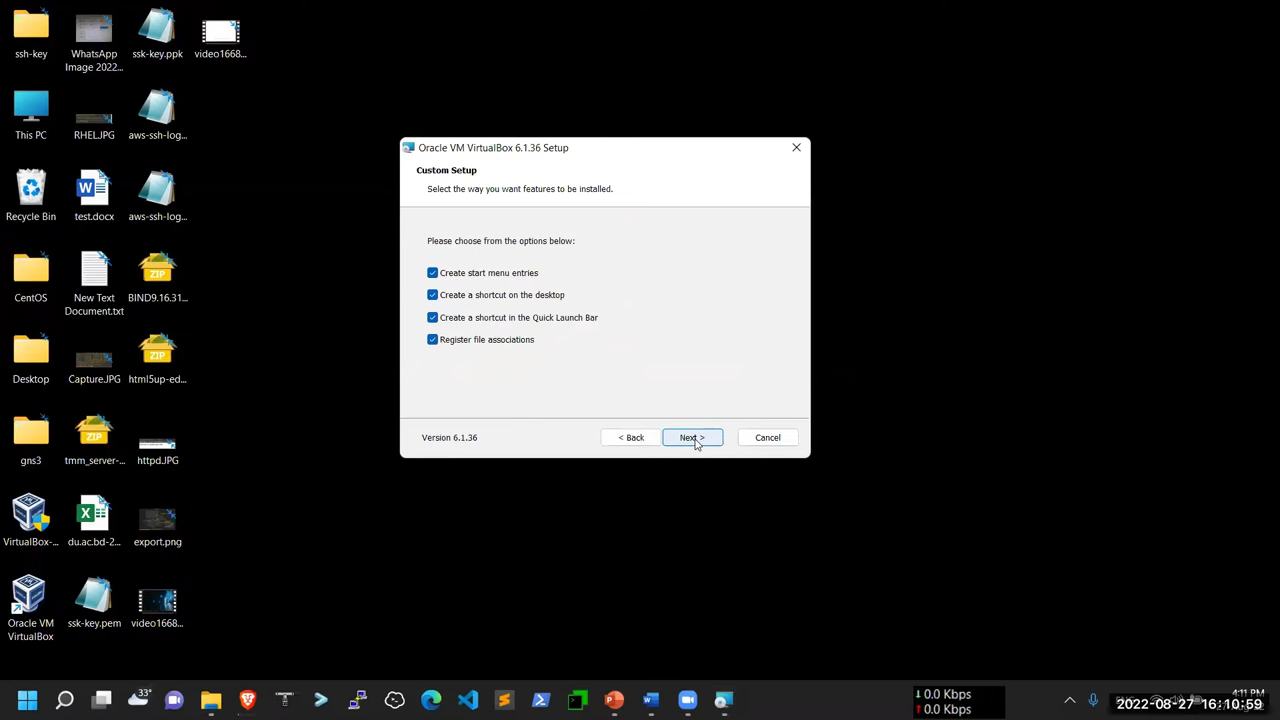 ssh-key
WhatsApp
Image 2022...
ssk-key.ppk
video1668...
This PC
RHEL.JPG
aws-ssh-log...
Recycle Bin
test.docx
aws-ssh-log...
CentOS
New Text
Document.txt
BIND9.16.31...
Desktop
Capture.JPG
html5up-ed...
gns3
tmm_server-...
httpd.JPG
VirtualBox-...
du.ac.bd-2...
export.png
Oracle VM
VirtualBox
ssk-key.pem
video1668...
Oracle VM VirtualBox 6.1.36 Setup
Custom Setup
Select the way you want features to be installed.
Please choose from the options below:
Create start menu entries
Create a shortcut on the desktop
Create a shortcut in the Quick Launch Bar
Register file associations
Version 6.1.36
< Back
Next >
Cancel
33°
↓ 0.0 Kbps
↑ 0.0 Kbps
4:11 PM
2022-08-27 16:10:59